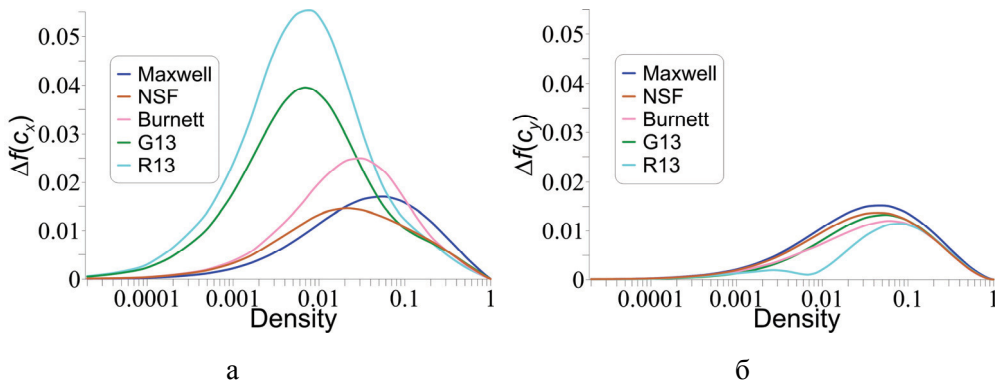 Δf(cx)
0.05
0.04
0.03
0.02
0.01
0
Maxwell
NSF
Burnett
G13
R13
0.0001 0.001 0.01 0.1 1
Density
а
Δf(cy)
0.05
0.04
0.03
0.02
0.01
0
Maxwell
NSF
Burnett
G13
R13
0.0001 0.001 0.01 0.1 1
Density
б